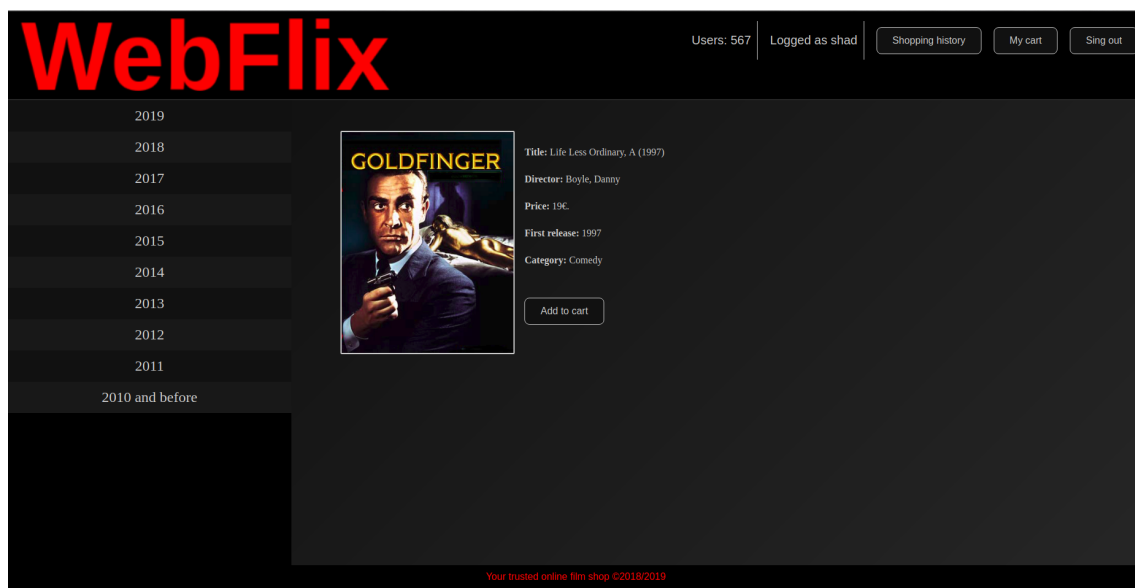 WebFlix
Users: 567
Logged as shad
Shopping history
My cart
Sing out
2019
2018
2017
2016
2015
2014
2013
2012
2011
2010 and before
GOLDFINGER
Title: Life Less Ordinary, A (1997)
Director: Boyle, Danny
Price: 19€.
First release: 1997
Category: Comedy
Add to cart
Your trusted online film shop ©2018/2019